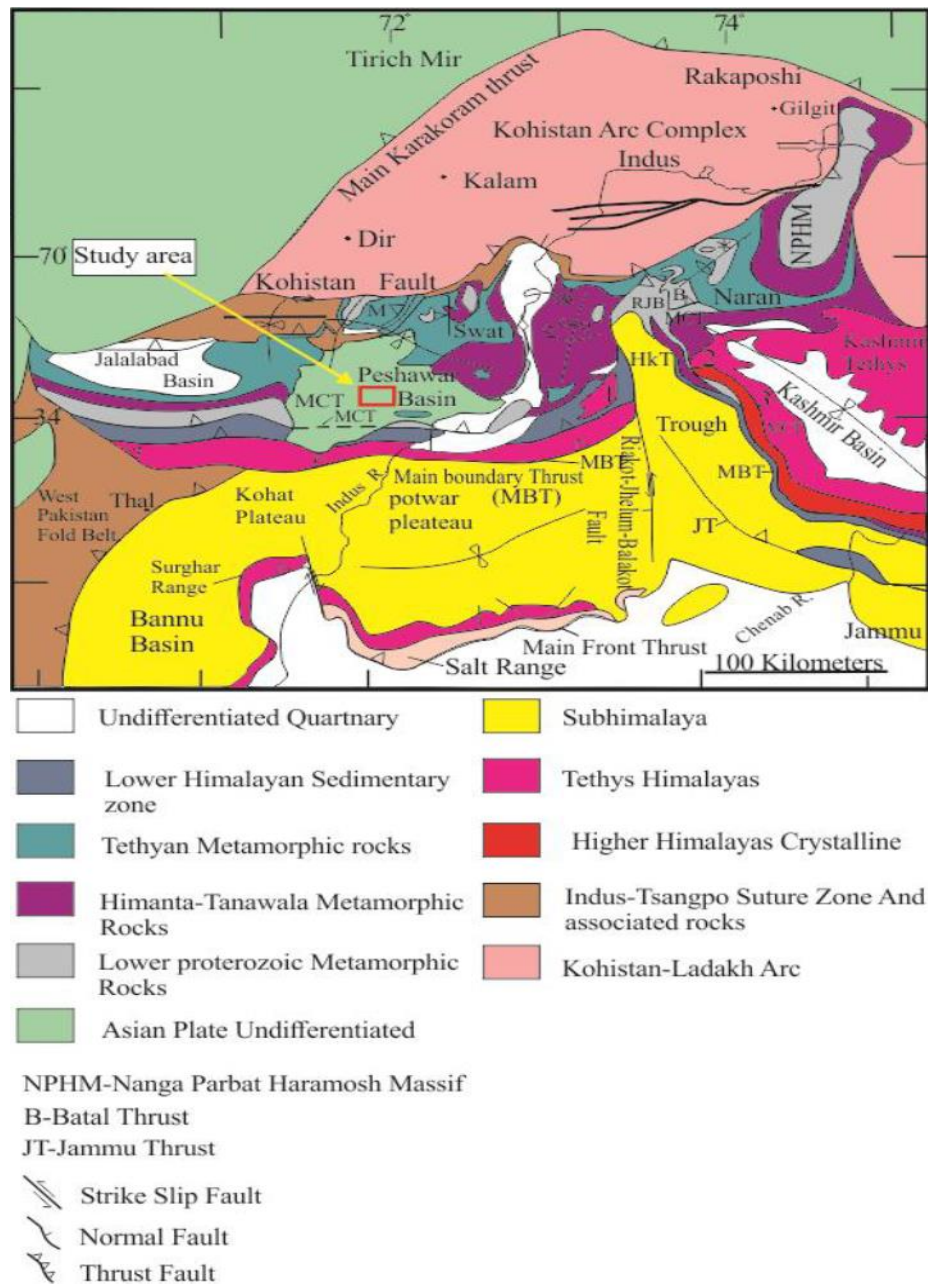 72°
74
Tirich Mir
Rakaposhi
Gilgit
Main Karakoram thrust
Kohistan Arc Complex
Indus
Kalam
NPHM
Dir
70°
Study area
Kohistan Fault
M
B
RJB
MCT
Naran
Swat
Kashmir
Tethys
Jalalabad
Basin
HkT
2
Peshawar
Basin
MCT
MCT
1
34
Kashmir Basin
Trough
MBT
MBT
Main boundary Thrust
(MBT)
Indus R.
potwar
pleateau
West
Pakistan
Fold Belt
Thal
Kohat
Plateau
Fault
Riakot-Jhelum-Balakot
JT
Surghar
Range
Bannu
Basin
Chenab R.
Jammu
Main Front Thrust
Salt Range
100 Kilometers
Undifferentiated Quartnary
Subhimalaya
Lower Himalayan Sedimentary
zone
Tethys Himalayas
Tethyan Metamorphic rocks
Higher Himalayas Crystalline
Himanta-Tanawala Metamorphic
Rocks
Indus-Tsangpo Suture Zone And
associated rocks
Lower proterozoic Metamorphic
Rocks
Kohistan-Ladakh Arc
Asian Plate Undifferentiated
NPHM-Nanga Parbat Haramosh Massif
B-Batal Thrust
JT-Jammu Thrust
Strike Slip Fault
Normal Fault
Thrust Fault